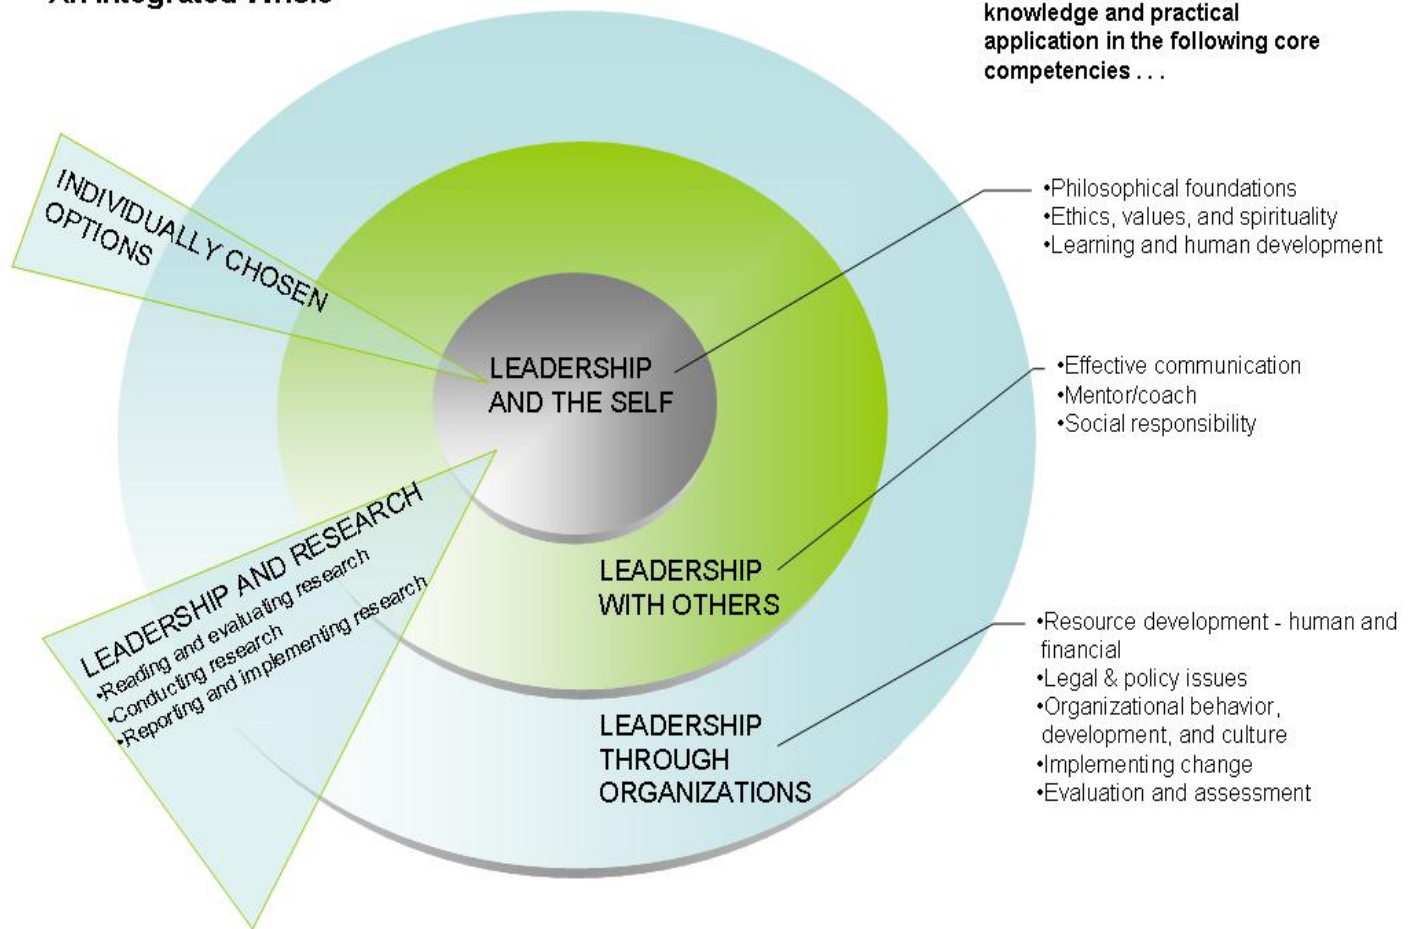 An Integrated Whole
knowledge and practical
application in the following core
competencies . . .
INDIVIDUALLY CHOSEN
OPTIONS
•Philosophical foundations
•Ethics, values, and spirituality
•Learning and human development
LEADERSHIP
AND THE SELF
•Effective communication
•Mentor/coach
•Social responsibility
LEADERSHIP AND RESEARCH
•Reading and evaluating research
•Conducting research
•Reporting and implementing research
LEADERSHIP
WITH OTHERS
•Resource development - human and
financial
•Legal & policy issues
•Organizational behavior,
development, and culture
•Implementing change
•Evaluation and assessment
LEADERSHIP
THROUGH
ORGANIZATIONS